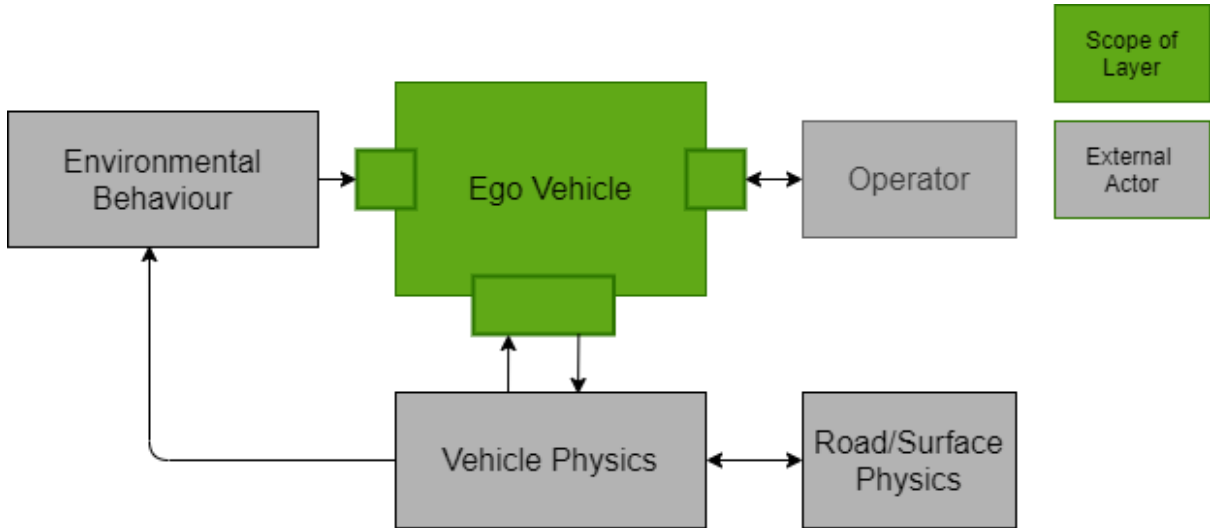 Scope of
Layer
Environmental
Behaviour
Ego Vehicle
Operator
External
Actor
Vehicle Physics
Road/Surface
Physics